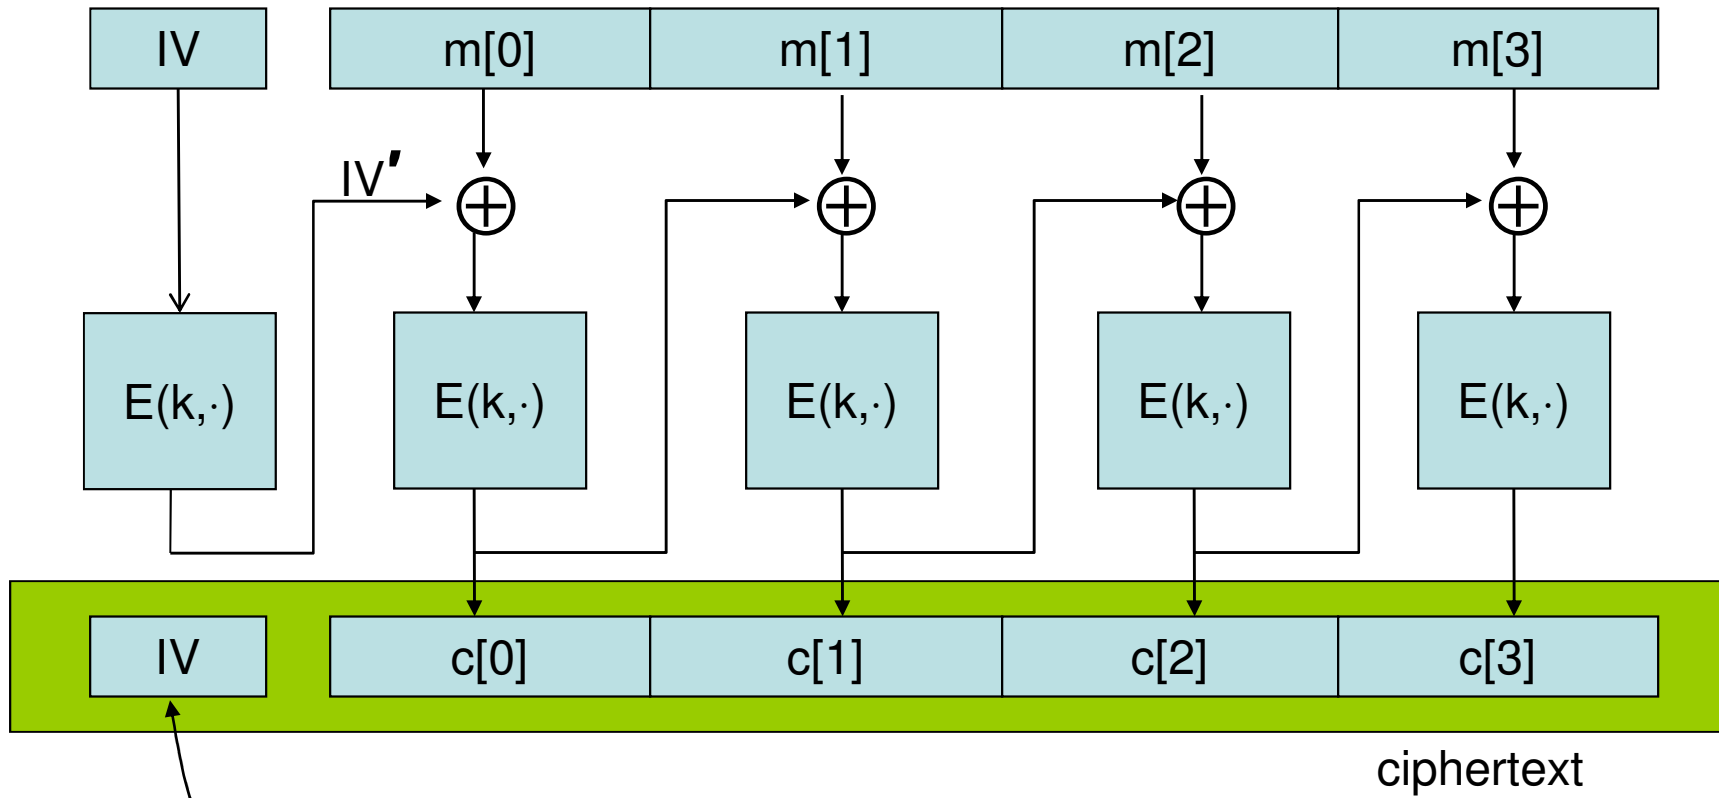 IV m[0] m[1] m[2] m[3]
IV′
E(k,·) E(k,·) E(k,·) E(k,·) E(k,·)
IV c[0] c[1] c[2] c[3]
ciphertext